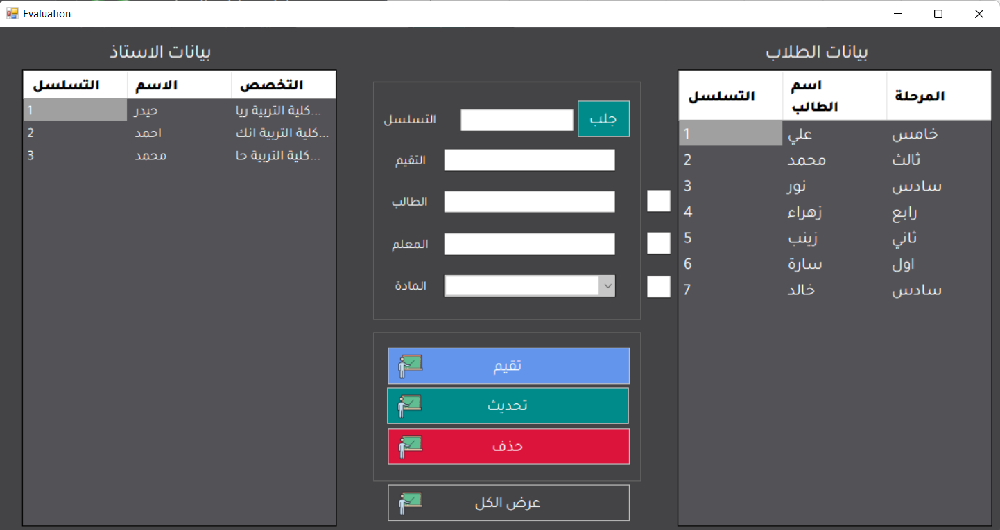 Evaluation
بيانات الاستاذ
التسلسل الاسم التخصص
1 حيدر كلية التربية ريا...
2 احمد كلية التربية انك...
3 محمد كلية التربية حا...
التسلسل جلب
التقيم
الطالب
المعلم
المادة
تقيم
تحديث
حذف
عرض الكل
بيانات الطلاب
التسلسل اسم الطالب المرحلة
1 علي خامس
2 محمد ثالث
3 نور سادس
4 زهراء رابع
5 زينب ثاني
6 سارة اول
7 خالد سادس